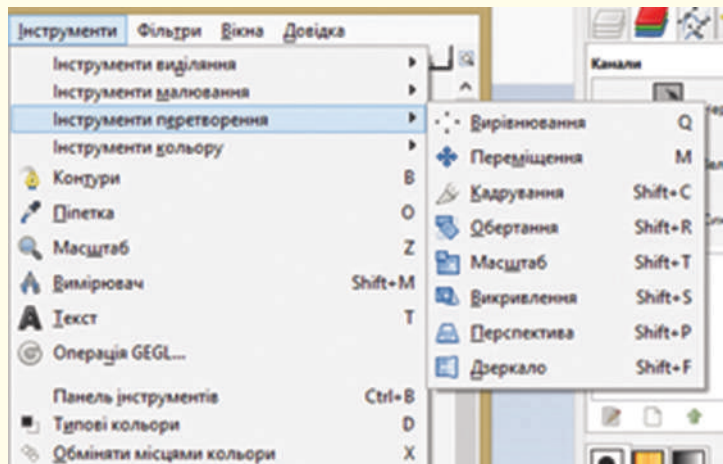 Інструменти Фільтри Вікна Довідка
Інструменти виділяння
Інструменти малювання
Інструменти перетворення
Інструменти кольору
Контури B
Піпетка O
Масштаб Z
Вимірювач Shift+M
Текст T
Операція GEGL...
Панель інструментів Ctrl+B
Типові кольори D
Обміняти місцями кольори X
Вирівнювання Q
Переміщення M
Кадрування Shift+C
Обертання Shift+R
Масштаб Shift+T
Викривлення Shift+S
Перспектива Shift+P
Дзеркало Shift+F
Канали